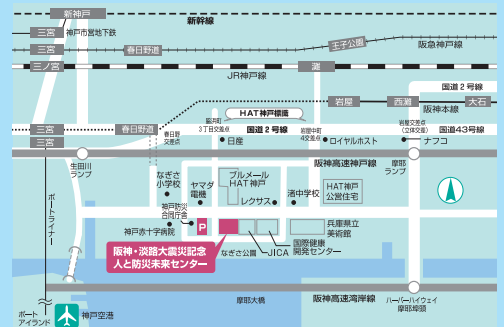 新神戸
新幹線
三宮
神戸市営地下鉄
三宮
春日野道
王子公園
阪急神戸線
三ノ宮
灘
JR神戸線
国道2号線
岩屋
西灘
大石
阪神本線
HAT神戸標識
脇浜町
3丁目交差点
国道2号線
岩屋中町
4交差点
岩屋交差点
(立体交差)
国道43号線
三宮
春日野道
春日野
交差点
日産
ロイヤルホスト
ナフコ
生田川
ランプ
阪神高速神戸線
摩耶
ランプ
なぎさ
小学校
ヤマダ
電機
ブルメール
HAT神戸
レクサス
渚中学校
HAT神戸
公営住宅
ポートライナー
神戸防災
合同庁舎
神戸赤十字病院
P
兵庫県立
美術館
国際健康
開発センター
JICA
なぎさ公園
阪神・淡路大震災記念
人と防災未来センター
摩耶大橋
阪神高速湾岸線
ハーバーハイウェイ
摩耶埠頭
ポート
アイランド
神戸空港